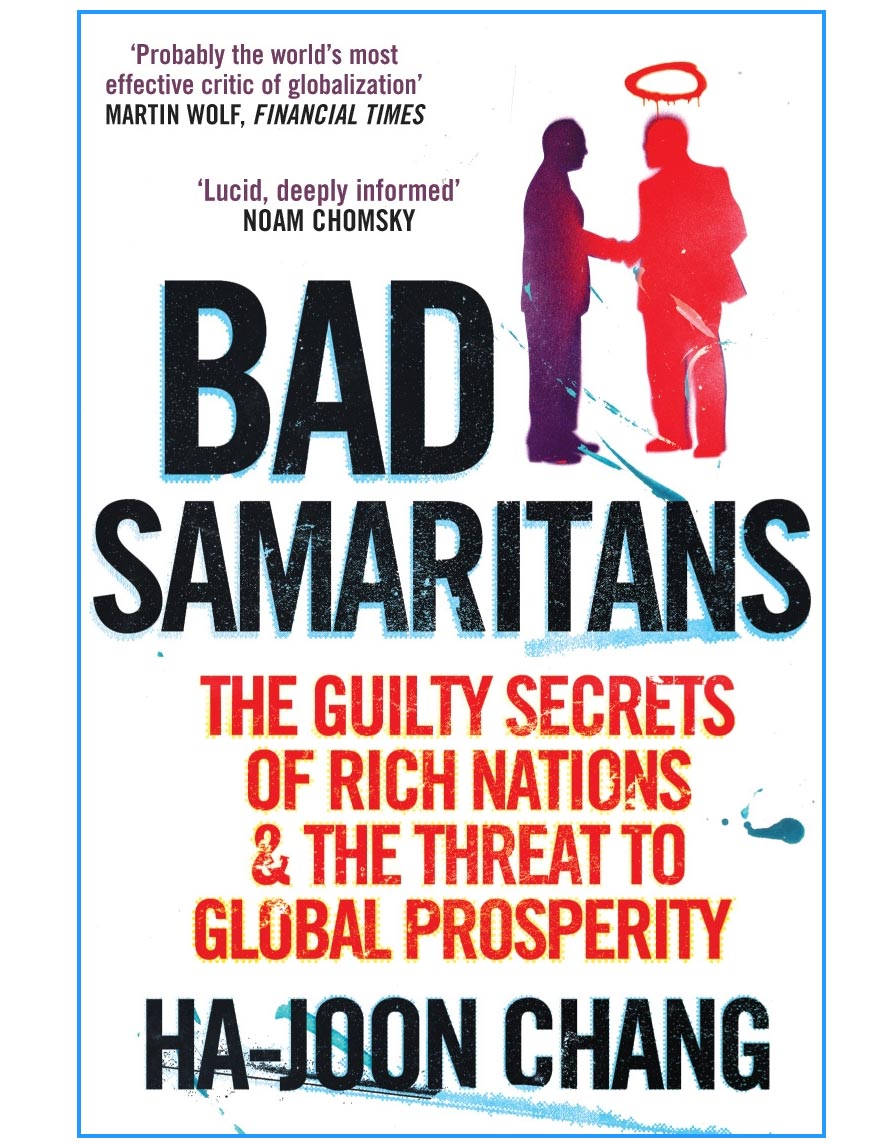 ‘Probably the world’s most
effective critic of globalization’
MARTIN WOLF, FINANCIAL TIMES
‘Lucid, deeply informed’
NOAM CHOMSKY
BAD
SAMARITANS
THE GUILTY SECRETS
OF RICH NATIONS
& THE THREAT TO
GLOBAL PROSPERITY
HA-JOON CHANG